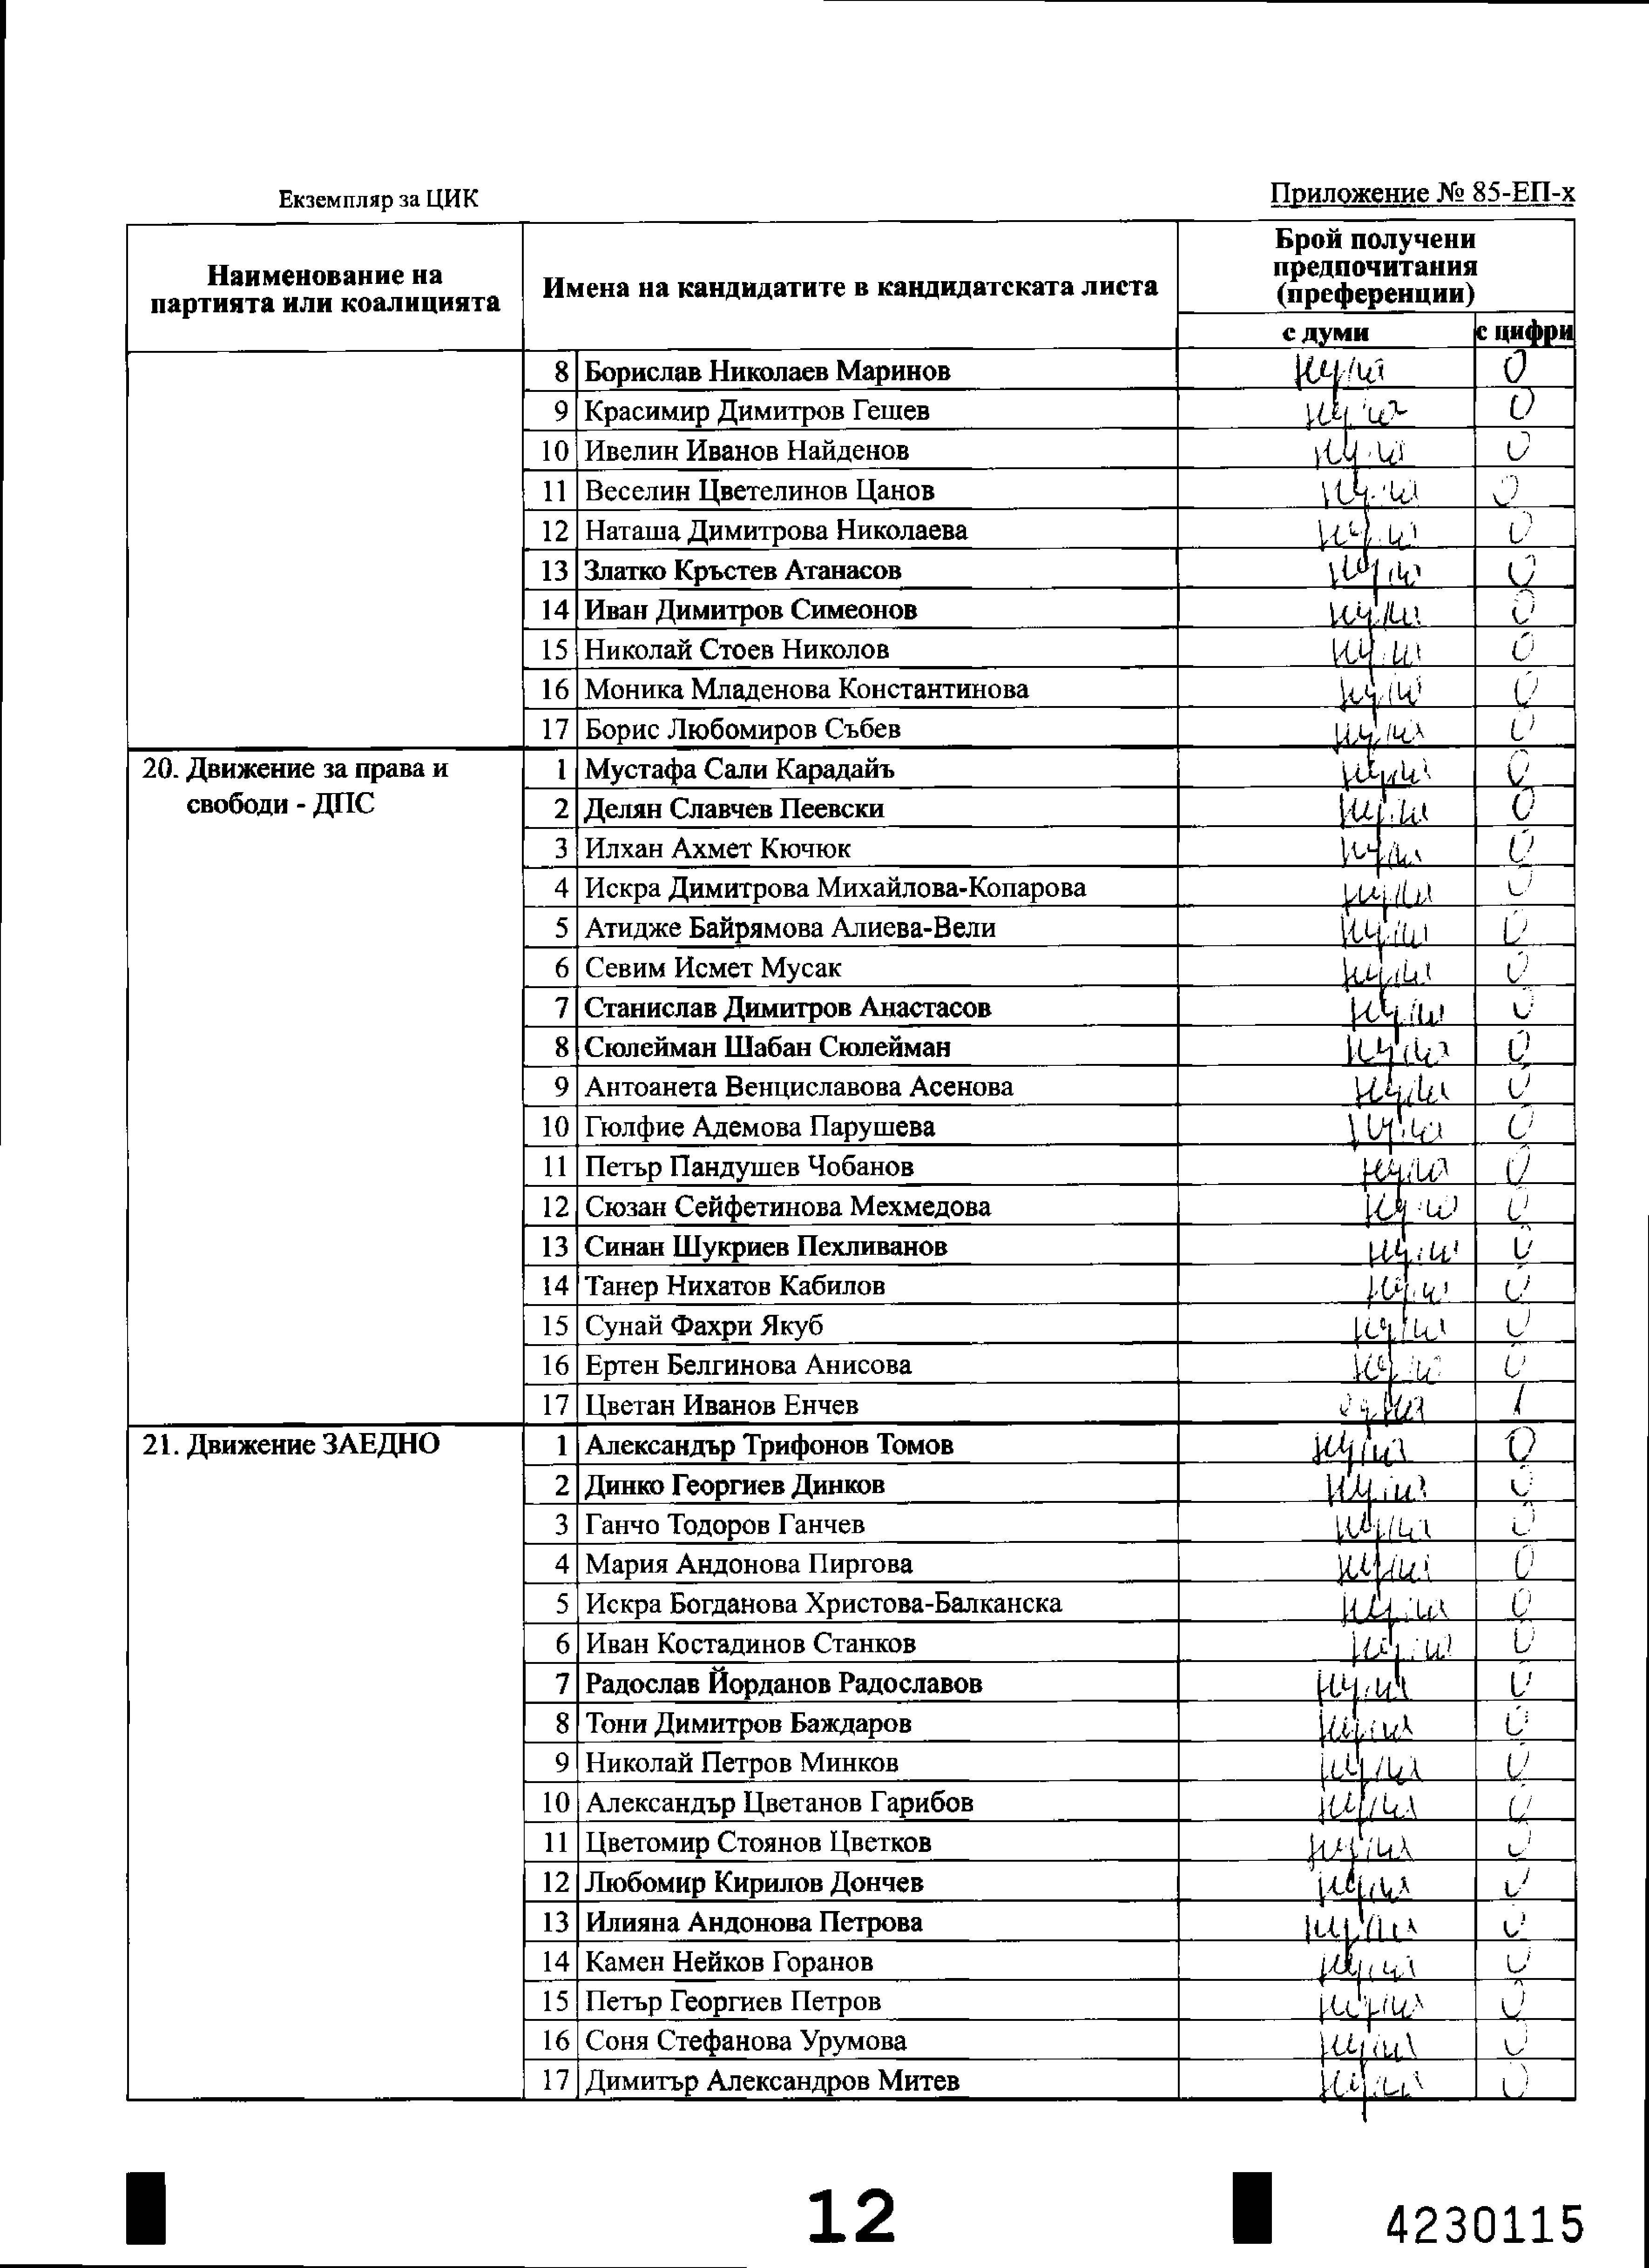 Екземпляр за ЦИК
Приложение № 85-ЕП-х
Наименование на
партията или коалицията
Имена на кандидатите в кандидатската листа
Брой получени
предпочитания
(преференции)
с думи с цифри
8 Борислав Николаев Маринов нула 0
9 Красимир Димитров Гешев нула 0
10 Ивелин Иванов Найденов нула 0
11 Веселин Цветелинов Цанов нула 0
12 Наташа Димитрова Николаева нула 0
13 Златко Кръстев Атанасов нула 0
14 Иван Димитров Симеонов нула 0
15 Николай Стоев Николов нула 0
16 Моника Младенова Константинова нула 0
17 Борис Любомиров Събев нула 0
20. Движение за права и 1 Мустафа Сали Карадайъ нула 0
свободи - ДПС 2 Делян Славчев Пеевски нула 0
3 Илхан Ахмет Кючюк нула 0
4 Искра Димитрова Михайлова-Копарова нула 0
5 Атидже Байрямова Алиева-Вели нула 0
6 Севим Исмет Мусак нула 0
7 Станислав Димитров Анастасов нула 0
8 Сюлейман Шабан Сюлейман нула 0
9 Антоанета Венциславова Асенова нула 0
10 Гюлфие Адемова Парушева нула 0
11 Петър Пандушев Чобанов нула 0
12 Сюзан Сейфетинова Мехмедова нула 0
13 Синан Шукриев Пехливанов нула 0
14 Танер Нихатов Кабилов нула 0
15 Сунай Фахри Якуб нула 0
16 Ертен Белгинова Анисова нула 0
17 Цветан Иванов Енчев една 1
21. Движение ЗАЕДНО 1 Александър Трифонов Томов нула 0
2 Динко Георгиев Динков нула 0
3 Ганчо Тодоров Ганчев нула 0
4 Мария Андонова Пиргова нула 0
5 Искра Богданова Христова-Балканска нула 0
6 Иван Костадинов Станков нула 0
7 Радослав Йорданов Радославов нула 0
8 Тони Димитров Баждаров нула 0
9 Николай Петров Минков нула 0
10 Александър Цветанов Гарибов нула 0
11 Цветомир Стоянов Цветков нула 0
12 Любомир Кирилов Дончев нула 0
13 Илияна Андонова Петрова нула 0
14 Камен Нейков Горанов нула 0
15 Петър Георгиев Петров нула 0
16 Соня Стефанова Урумова нула 0
17 Димитър Александров Митев нула 0
12
4230115